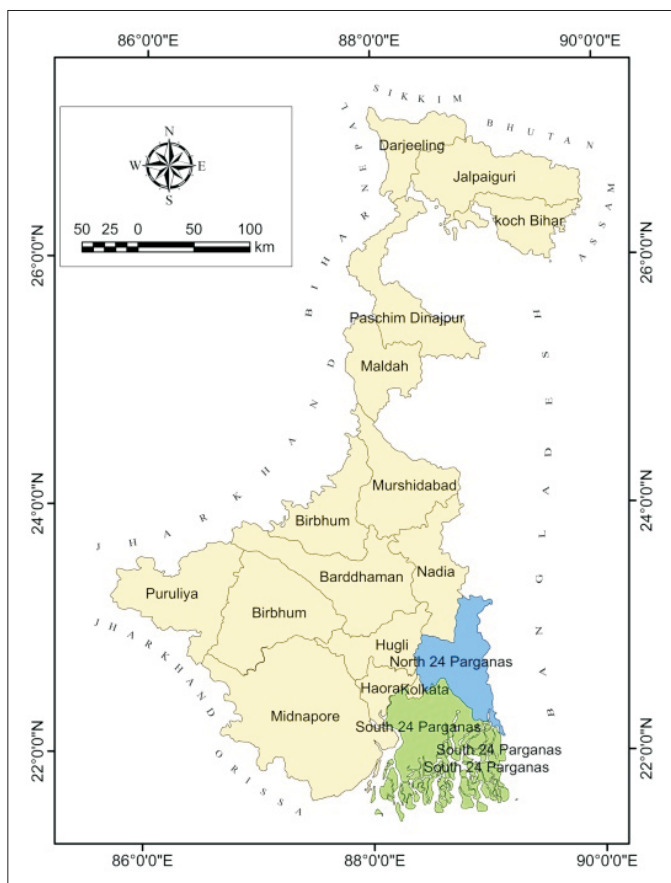 86°0'0"E 88°0'0"E 90°0'0"E
SIKKIM
BHUTAN
NEPAL
ASSAM
N
W E
S
50 25 0 50 100
km
Darjeeling
Jalpaiguri
koch Bihar
26°0'0"N 26°0'0"N
BIHAR
Paschim Dinajpur
Maldah
BANGLADESH
JHARKHAND
24°0'0"N 24°0'0"N
Murshidabad
Birbhum
Barddhaman
Nadia
Puruliya
Birbhum
JHARKHAND
Hugli
North 24 Parganas
Haora
Kolkata
Midnapore
South 24 Parganas
South 24 Parganas
South 24 Parganas
22°0'0"N 22°0'0"N
ORISSA
86°0'0"E 88°0'0"E 90°0'0"E